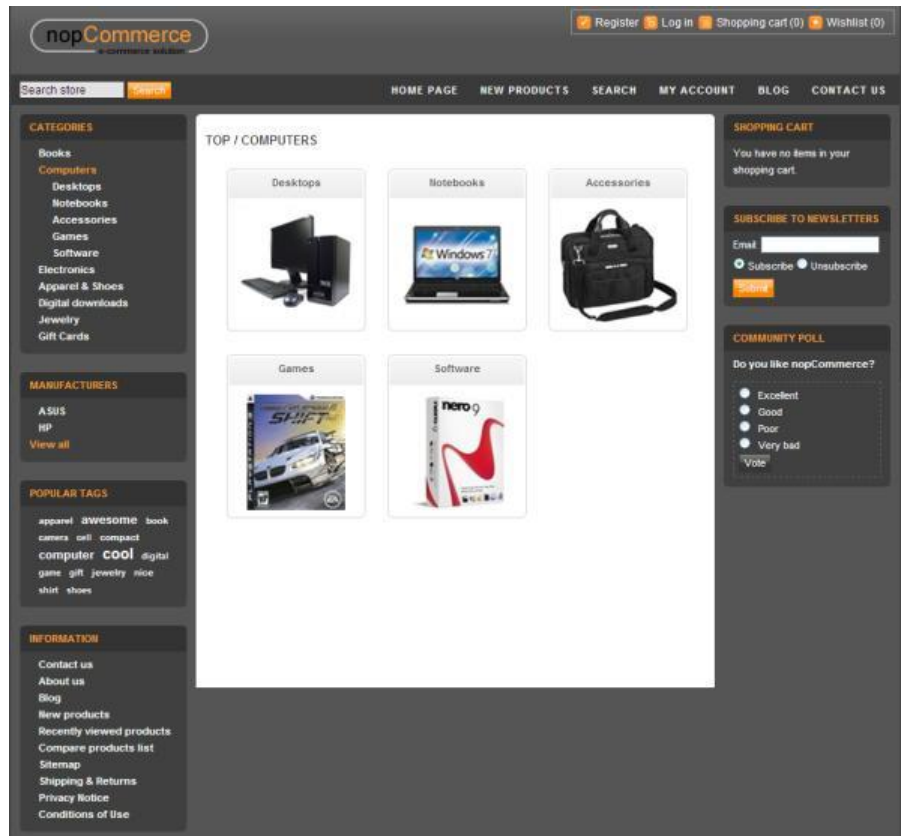 nopCommerce
e-commerce solution
Register Log in Shopping cart (0) Wishlist (0)
Search store Search
HOME PAGE NEW PRODUCTS SEARCH MY ACCOUNT BLOG CONTACT US
CATEGORIES
Books
Computers
Desktops
Notebooks
Accessories
Games
Software
Electronics
Apparel & Shoes
Digital downloads
Jewelry
Gift Cards
MANUFACTURERS
ASUS
HP
View all
POPULAR TAGS
apparel awesome book
camera cell compact
computer cool digital
game gift jewelry nice
shirt shoes
INFORMATION
Contact us
About us
Blog
New products
Recently viewed products
Compare products list
Sitemap
Shipping & Returns
Privacy Notice
Conditions of Use
TOP / COMPUTERS
Desktops
Notebooks
Windows 7
Accessories
Games
PLAYSTATION 3
SHIFT
EA
Software
nero 9
SHOPPING CART
You have no items in your
shopping cart.
SUBSCRIBE TO NEWSLETTERS
Email:
Subscribe Unsubscribe
Submit
COMMUNITY POLL
Do you like nopCommerce?
Excellent
Good
Poor
Very bad
Vote